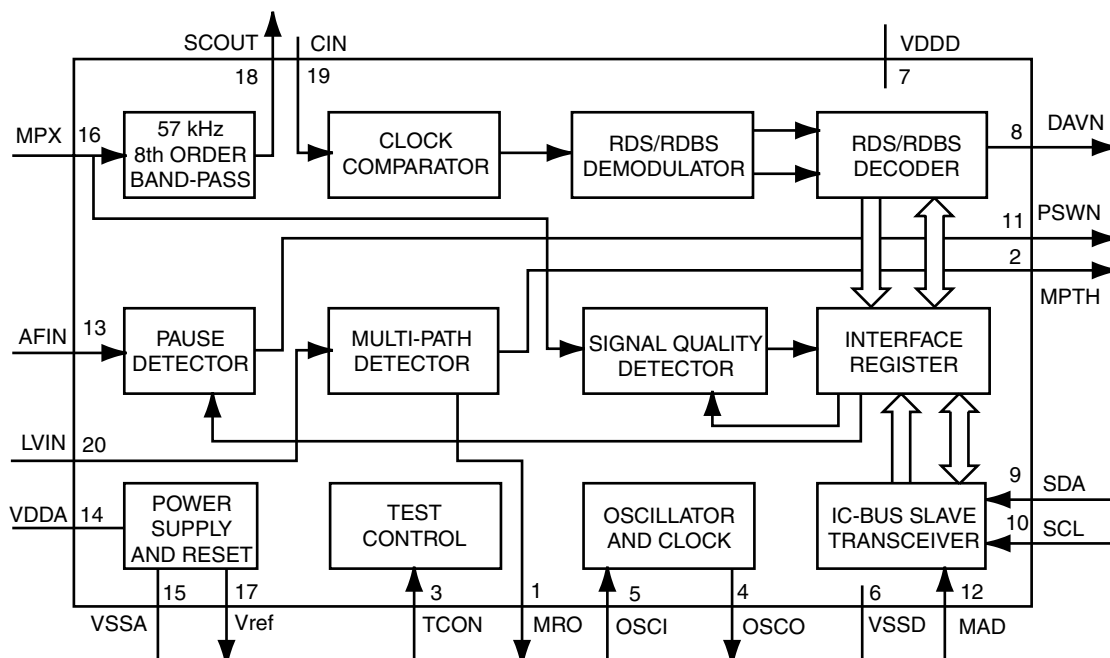 SCOUT
CIN
VDDD
18
19
7
MPX
16
57 kHz
8th ORDER
BAND-PASS
CLOCK
COMPARATOR
RDS/RDBS
DEMODULATOR
RDS/RDBS
DECODER
8
DAVN
11
PSWN
2
MPTH
AFIN
13
PAUSE
DETECTOR
MULTI-PATH
DETECTOR
SIGNAL QUALITY
DETECTOR
INTERFACE
REGISTER
LVIN
20
VDDA
14
POWER
SUPPLY
AND RESET
TEST
CONTROL
OSCILLATOR
AND CLOCK
IC-BUS SLAVE
TRANSCEIVER
9
SDA
10
SCL
15
17
3
1
5
4
6
12
VSSA
Vref
TCON
MRO
OSCI
OSCO
VSSD
MAD